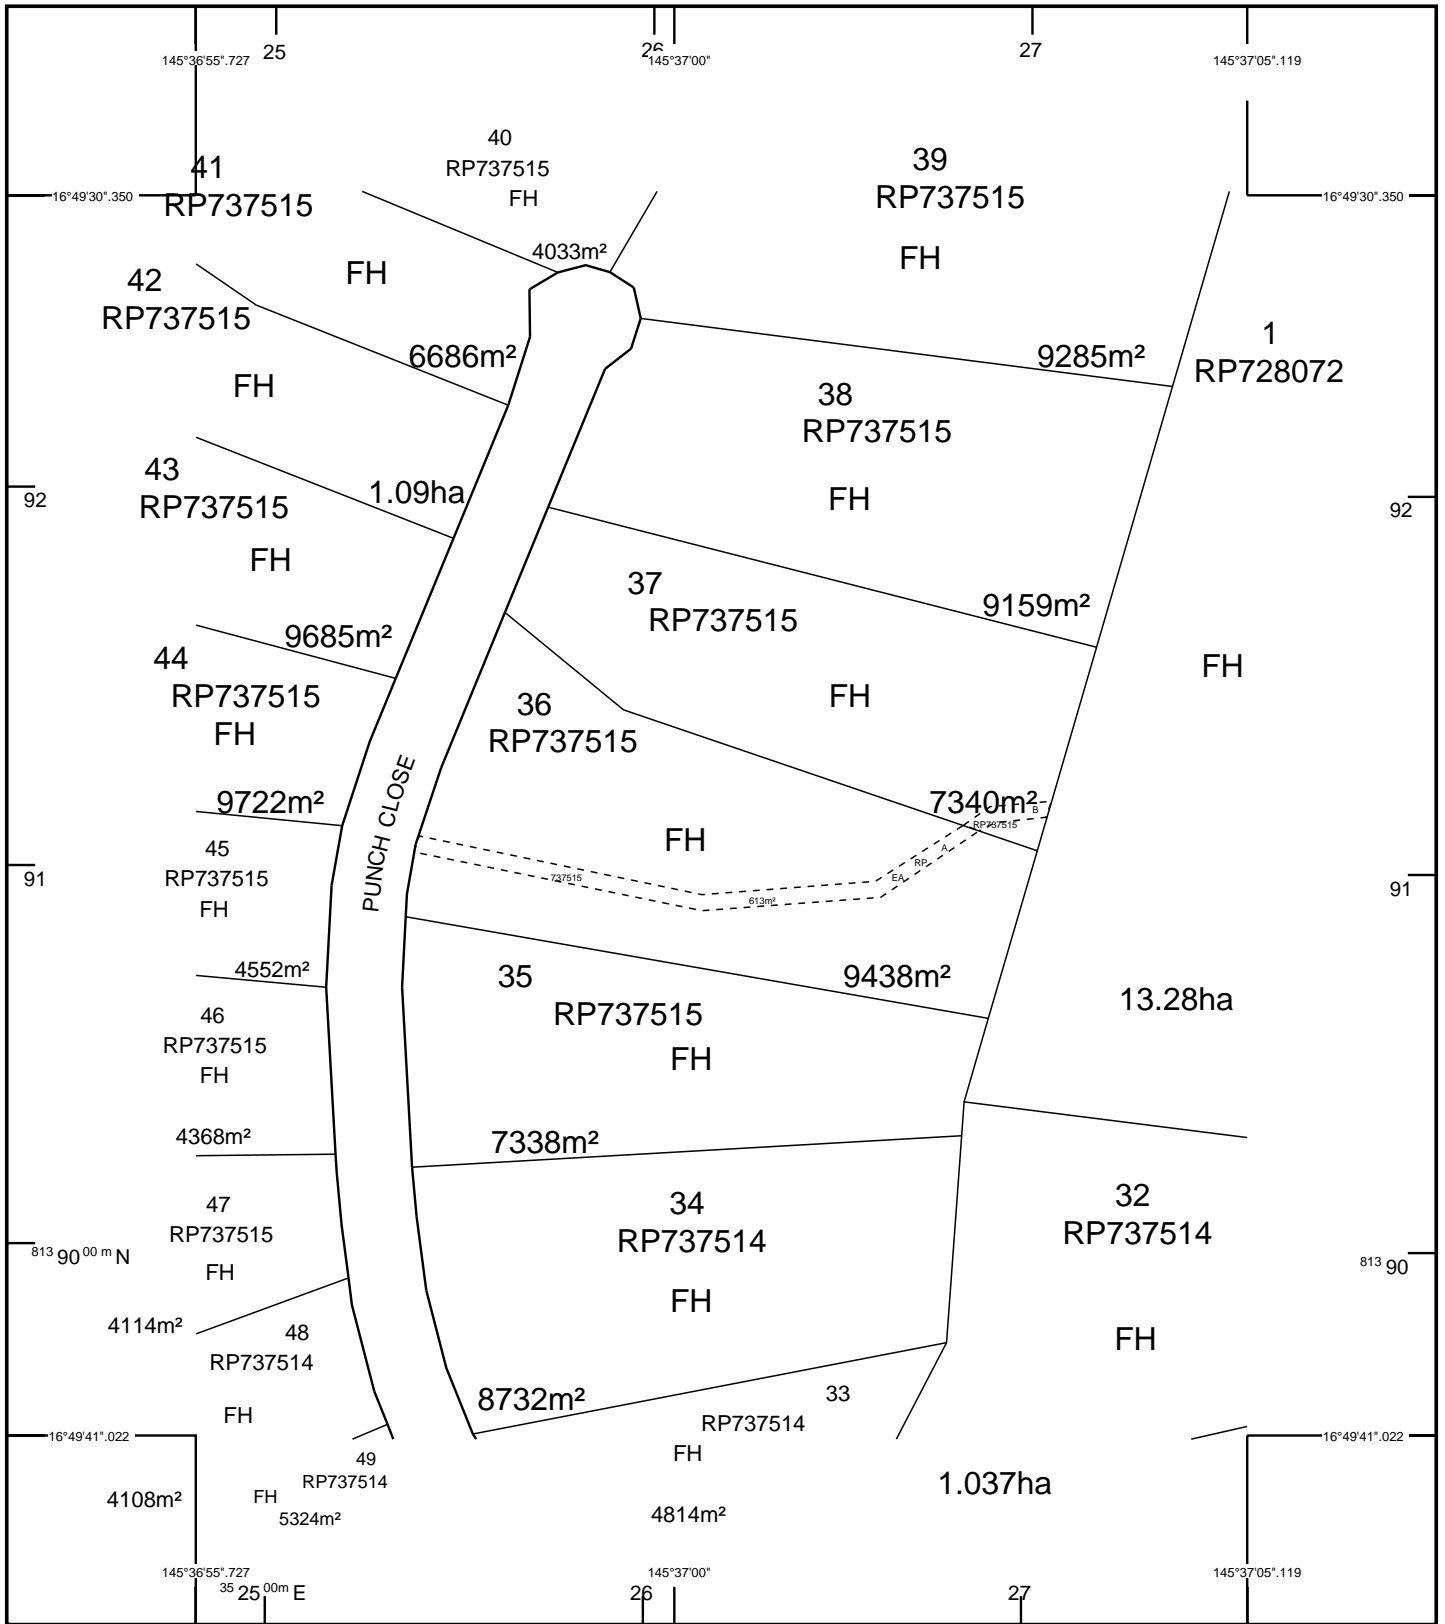 25
26
27
145°36'55".727
145°37'00"
145°37'05".119
40
RP737515
FH
4033m²
41
RP737515
FH
6686m²
39
RP737515
FH
9285m²
16°49'30".350
16°49'30".350
42
RP737515
FH
1.09ha
1
RP728072
FH
13.28ha
38
RP737515
FH
9159m²
43
RP737515
FH
9685m²
92
92
37
RP737515
FH
7340m²
44
RP737515
FH
9722m²
36
RP737515
FH
9438m²
PUNCH CLOSE
B
RP737515
A
RP
EA
737515
613m²
45
RP737515
FH
4552m²
91
91
35
RP737515
FH
7338m²
46
RP737515
FH
4368m²
47
RP737515
FH
4114m²
34
RP737514
FH
8732m²
32
RP737514
FH
1.037ha
813 90 00 m N
813 90
48
RP737514
FH
4108m²
33
RP737514
FH
4814m²
16°49'41".022
16°49'41".022
49
RP737514
FH
5324m²
145°36'55".727
145°37'00"
145°37'05".119
35 25 00m E
26
27